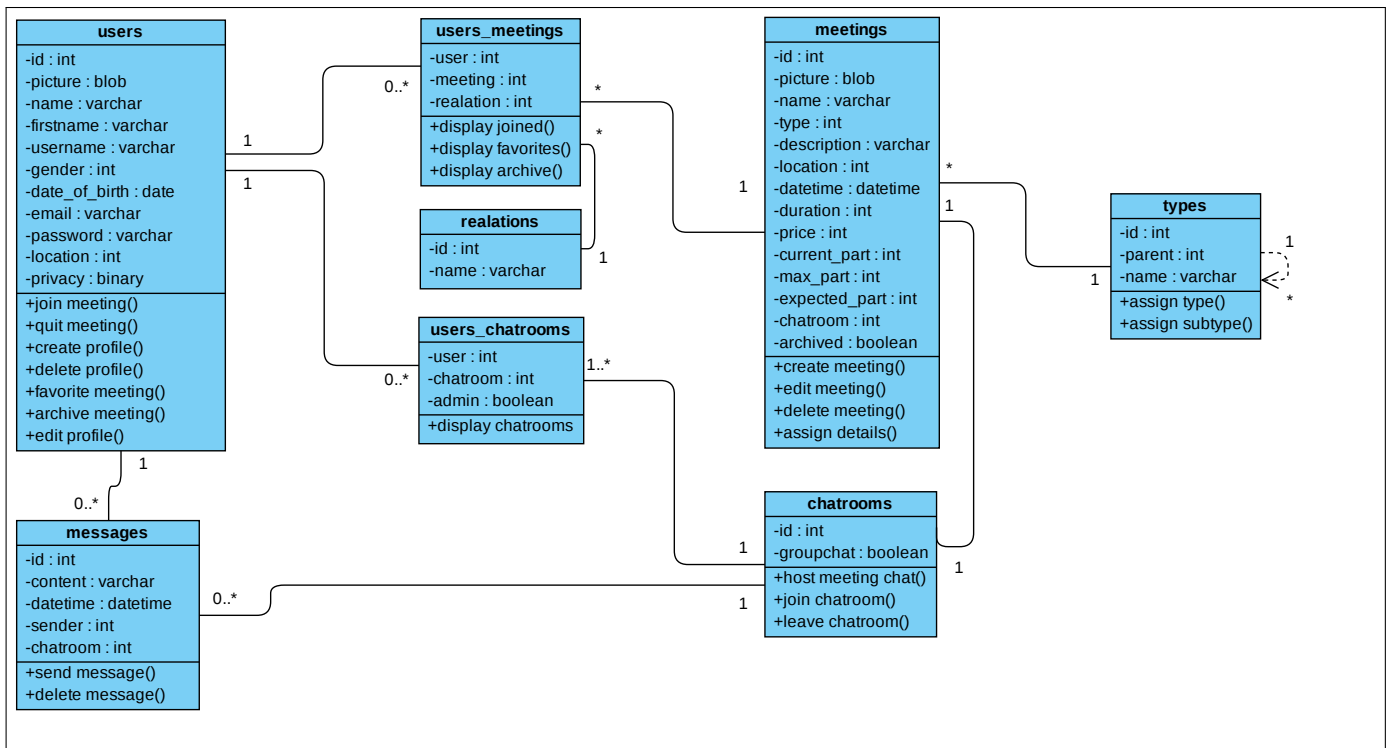 users
-id : int
-picture : blob
-name : varchar
-firstname : varchar
-username : varchar
-gender : int
-date_of_birth : date
-email : varchar
-password : varchar
-location : int
-privacy : binary
+join meeting()
+quit meeting()
+create profile()
+delete profile()
+favorite meeting()
+archive meeting()
+edit profile()
1
1
1
0..*
0..*
0..*
messages
-id : int
-content : varchar
-datetime : datetime
-sender : int
-chatroom : int
+send message()
+delete message()
0..*
users_meetings
-user : int
-meeting : int
-realation : int
+display joined()
+display favorites()
+display archive()
*
*
realations
-id : int
-name : varchar
1
users_chatrooms
-user : int
-chatroom : int
-admin : boolean
+display chatrooms
1..*
1
1
1
meetings
-id : int
-picture : blob
-name : varchar
-type : int
-description : varchar
-location : int
-datetime : datetime
-duration : int
-price : int
-current_part : int
-max_part : int
-expected_part : int
-chatroom : int
-archived : boolean
+create meeting()
+edit meeting()
+delete meeting()
+assign details()
*
1
chatrooms
-id : int
-groupchat : boolean
+host meeting chat()
+join chatroom()
+leave chatroom()
1
1
types
-id : int
-parent : int
-name : varchar
+assign type()
+assign subtype()
1
*